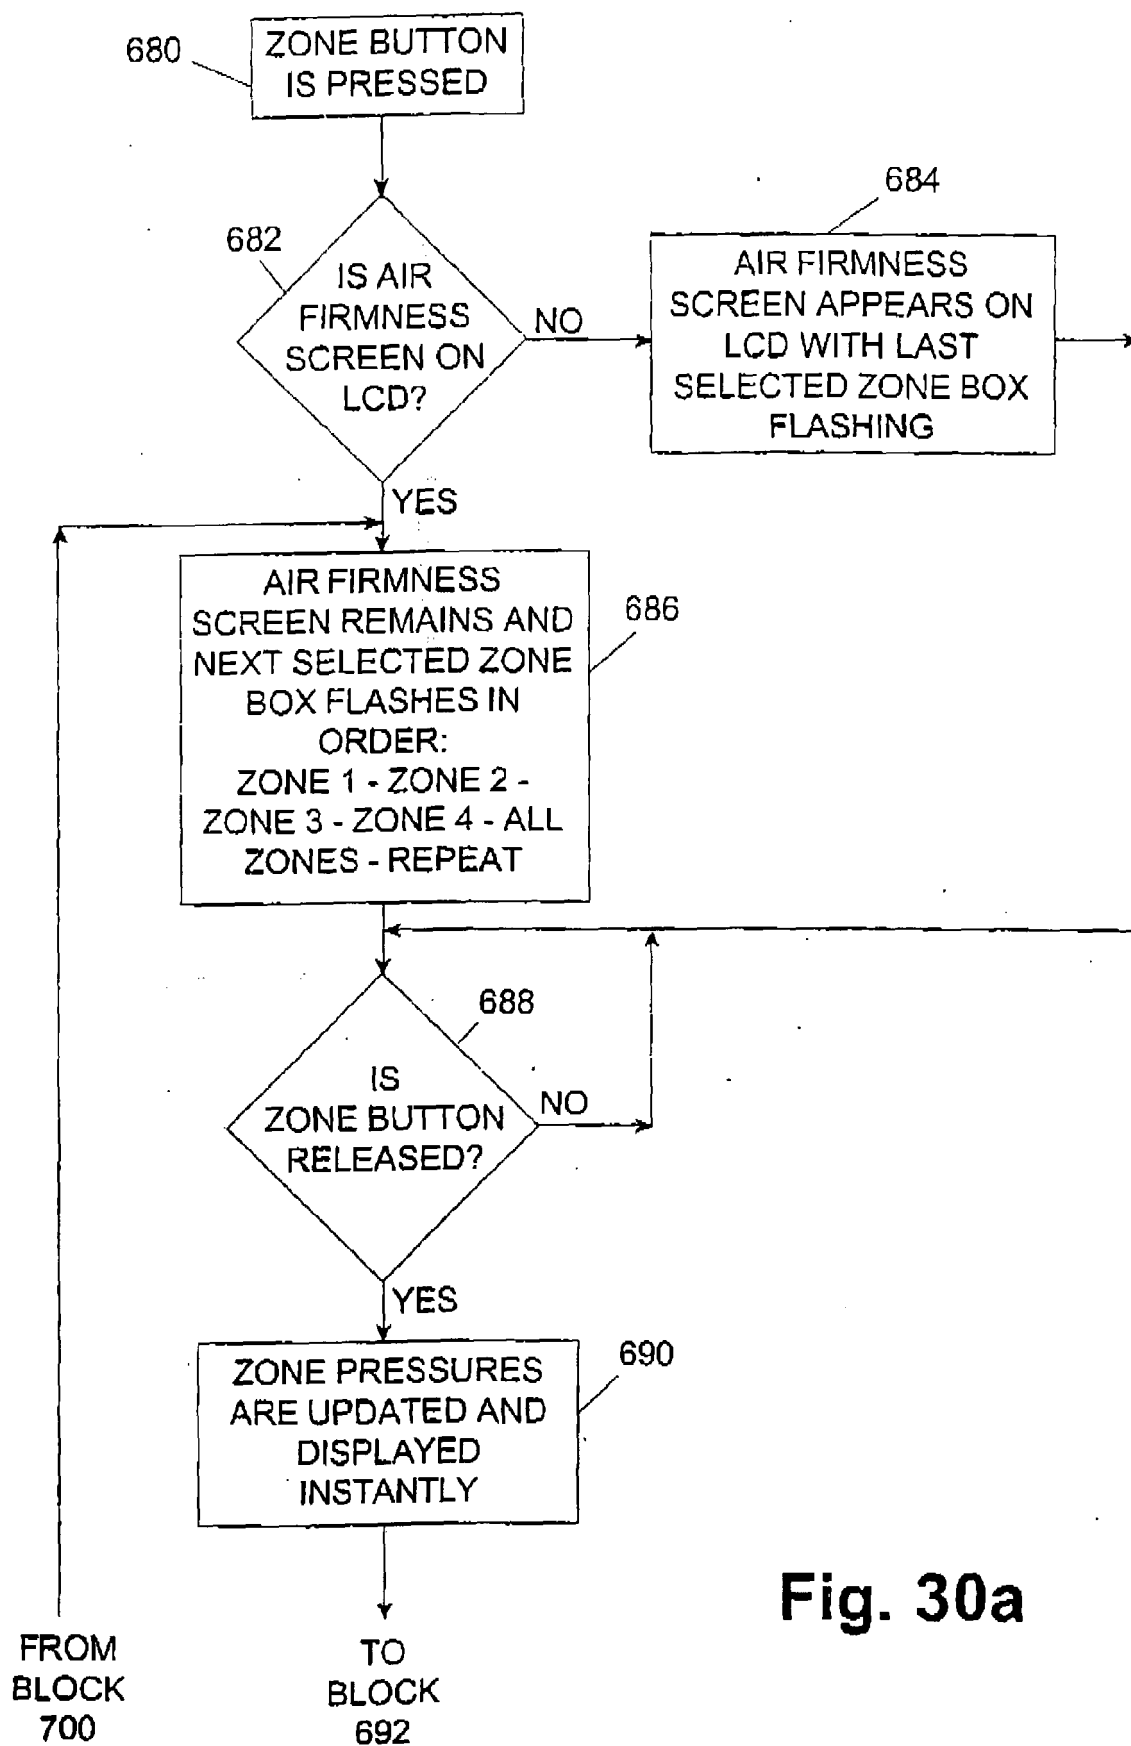 680
ZONE BUTTON
IS PRESSED
682
IS AIR
FIRMNESS
SCREEN ON
LCD?
NO
684
AIR FIRMNESS
SCREEN APPEARS ON
LCD WITH LAST
SELECTED ZONE BOX
FLASHING
YES
AIR FIRMNESS
SCREEN REMAINS AND
NEXT SELECTED ZONE
BOX FLASHES IN
ORDER:
ZONE 1 - ZONE 2 -
ZONE 3 - ZONE 4 - ALL
ZONES - REPEAT
686
688
IS
ZONE BUTTON
RELEASED?
NO
YES
690
ZONE PRESSURES
ARE UPDATED AND
DISPLAYED
INSTANTLY
Fig. 30a
FROM
BLOCK
700
TO
BLOCK
692